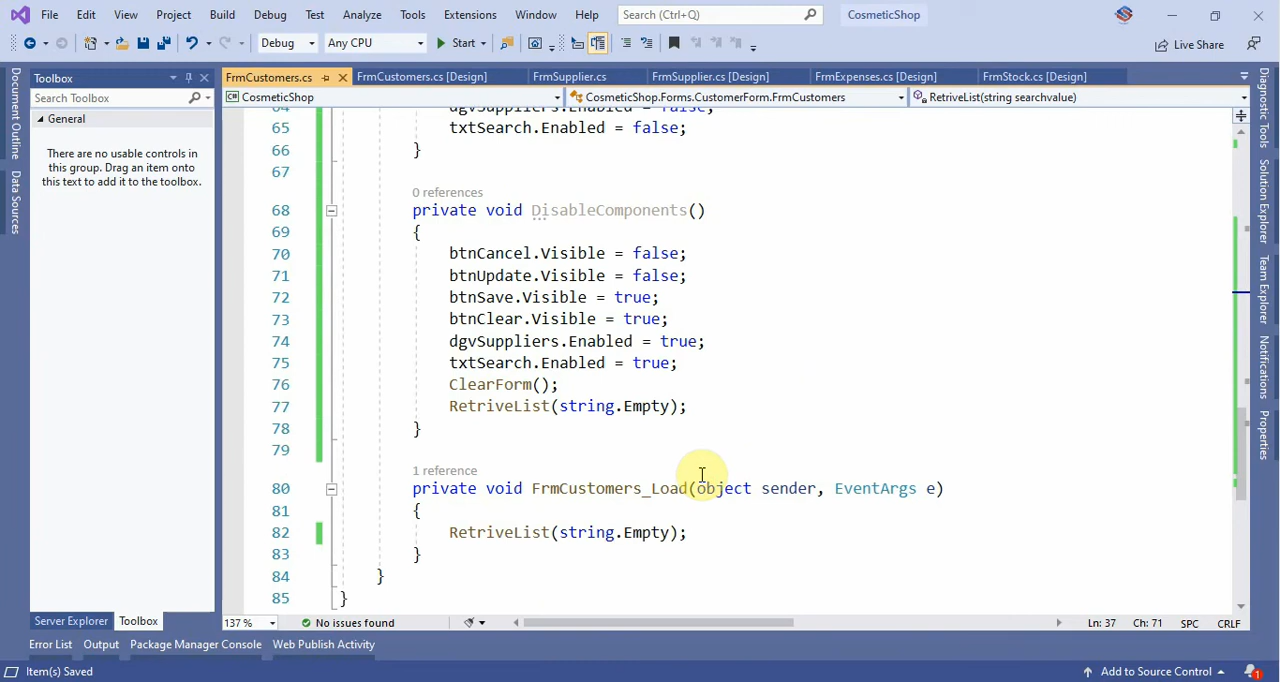 File Edit View Project Build Debug Test Analyze Tools Extensions Window Help Search (Ctrl+Q) CosmeticShop
Debug Any CPU Start Live Share
Toolbox
Search Toolbox
General
There are no usable controls in
this group. Drag an item onto
this text to add it to the toolbox.
Server Explorer Toolbox
Document Outline
Data Sources
FrmCustomers.cs FrmCustomers.cs [Design] FrmSupplier.cs FrmSupplier.cs [Design] FrmExpenses.cs [Design] FrmStock.cs [Design]
CosmeticShop CosmeticShop.Forms.CustomerForm.FrmCustomers RetriveList(string searchvalue)
64 dgvSuppliers.Enabled = false;
65 txtSearch.Enabled = false;
66 }
67
0 references
68 private void DisableComponents()
69 {
70 btnCancel.Visible = false;
71 btnUpdate.Visible = false;
72 btnSave.Visible = true;
73 btnClear.Visible = true;
74 dgvSuppliers.Enabled = true;
75 txtSearch.Enabled = true;
76 ClearForm();
77 RetriveList(string.Empty);
78 }
79
1 reference
80 private void FrmCustomers_Load(object sender, EventArgs e)
81 {
82 RetriveList(string.Empty);
83 }
84 }
85 }
137 % No issues found Ln: 37 Ch: 71 SPC CRLF
Diagnostic Tools
Solution Explorer
Team Explorer
Notifications
Properties
Error List Output Package Manager Console Web Publish Activity
Item(s) Saved Add to Source Control 1